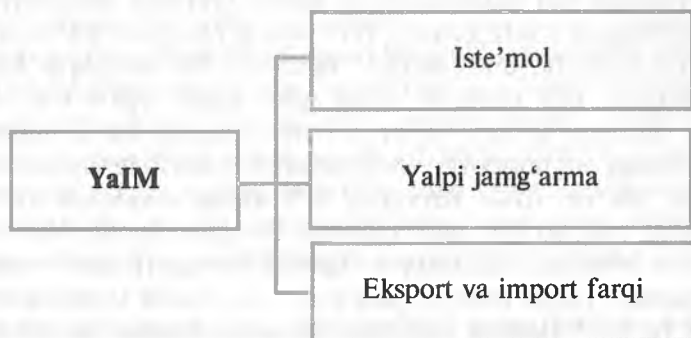 Iste’mol
YaIM
Yalpi jamg‘arma
Eksport va import farqi